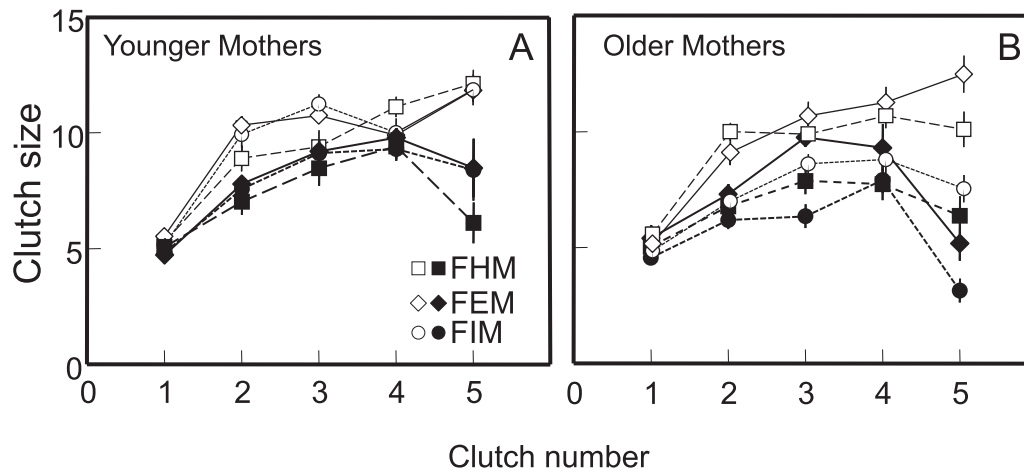 15
10
5
0
Clutch size
Younger Mothers
A
FHM
FEM
FIM
0 1 2 3 4 5
Older Mothers
B
0 1 2 3 4 5
Clutch number